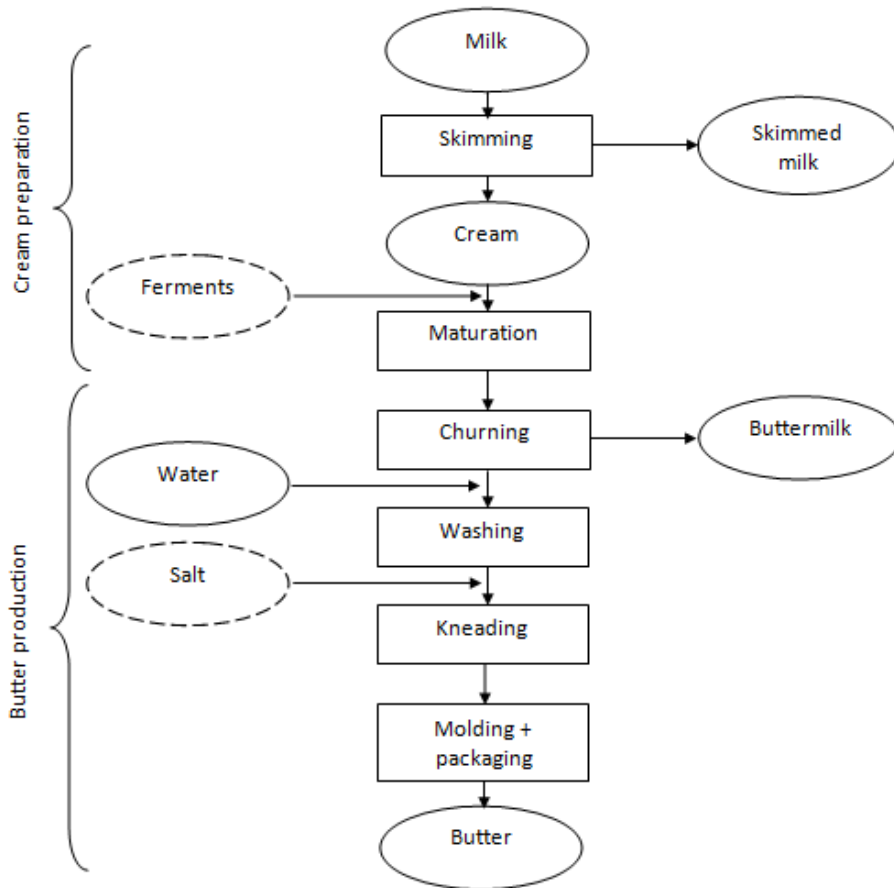 Milk
Skimming
Skimmed
milk
Cream preparation
Cream
Ferments
Maturation
Churning
Buttermilk
Water
Washing
Salt
Butter production
Kneading
Molding +
packaging
Butter